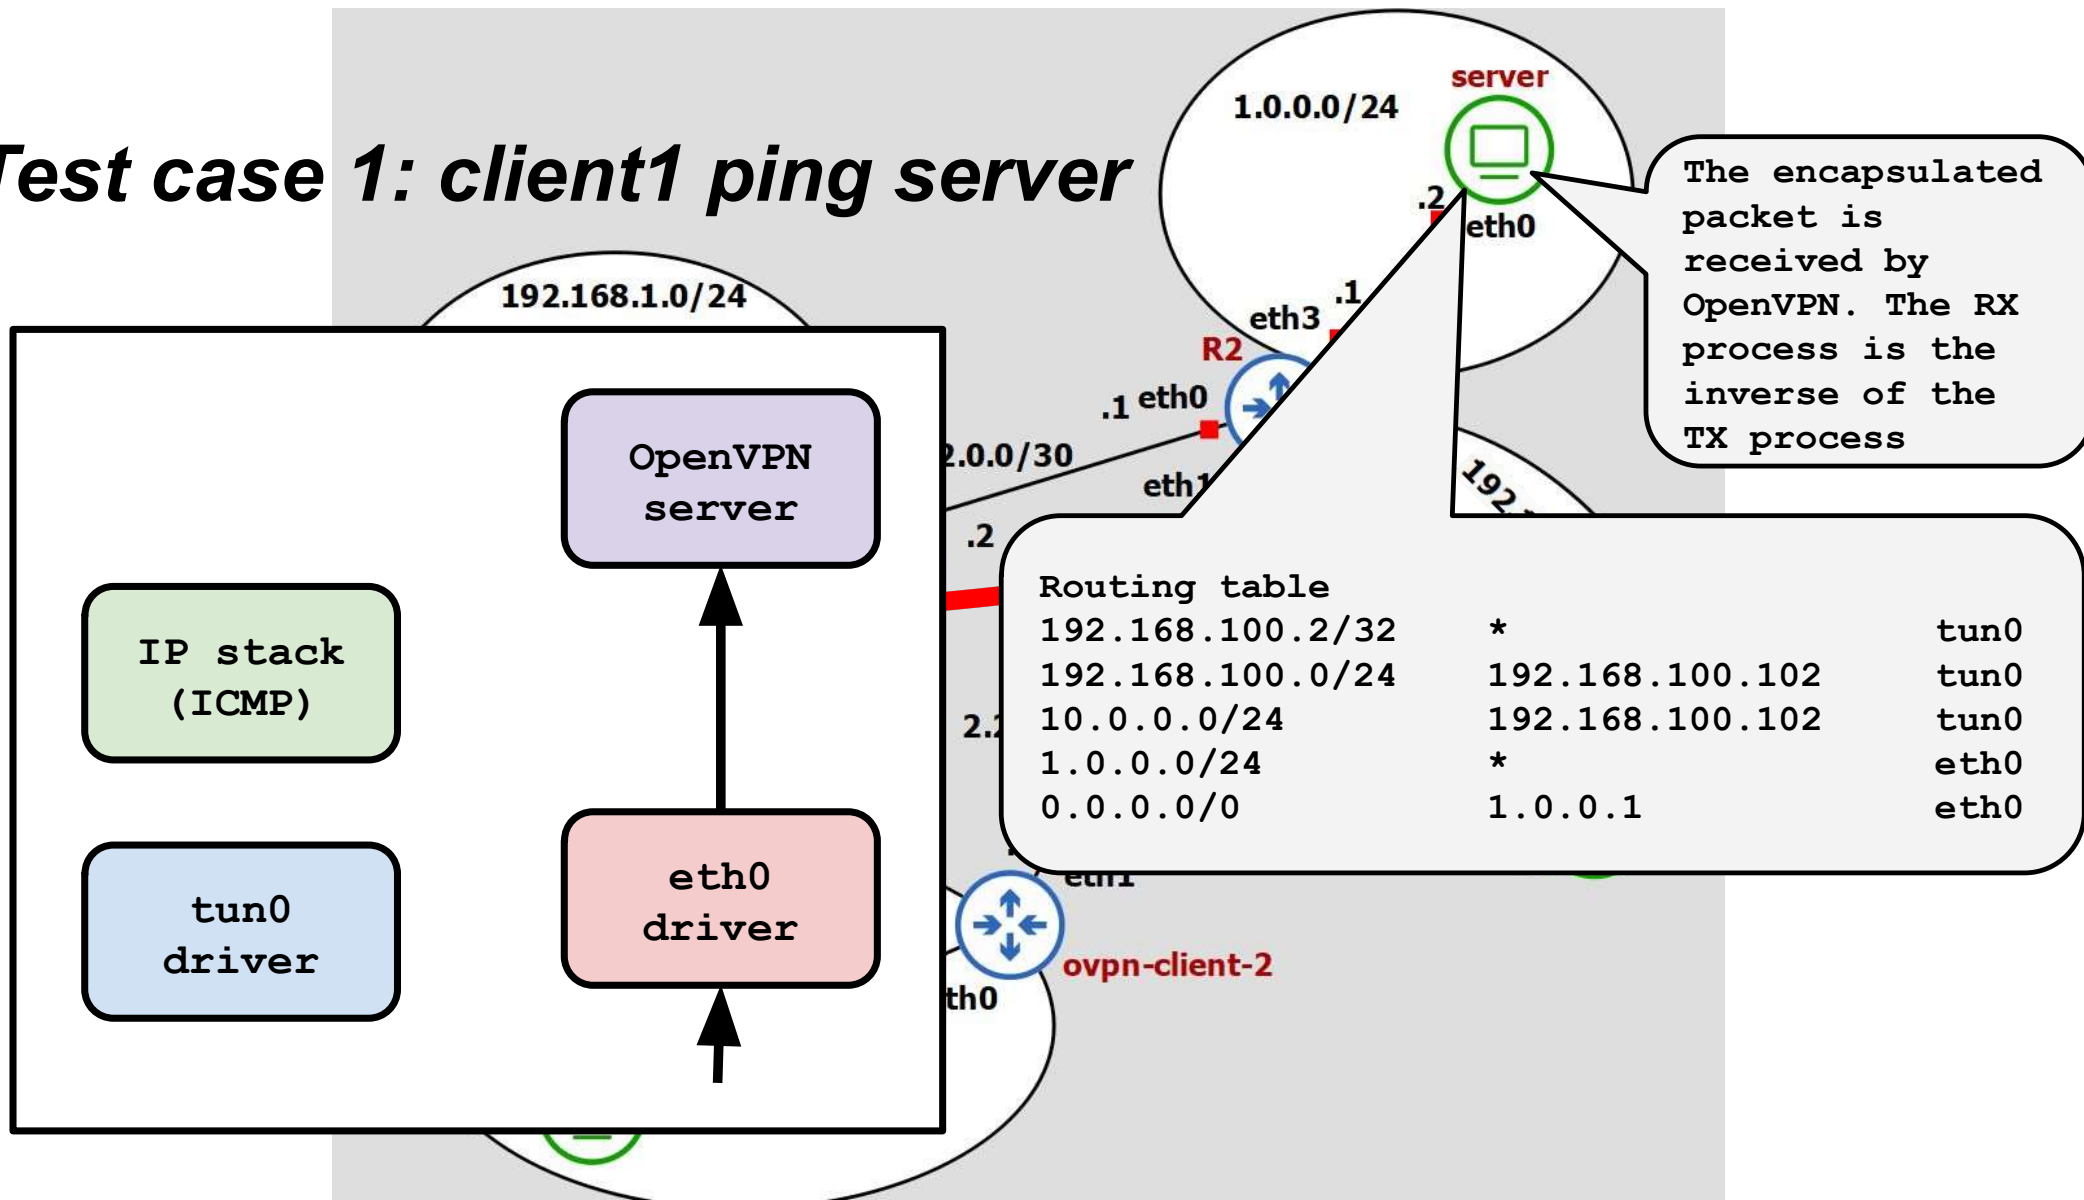 Test case 1: client1 ping server
server
1.0.0.0/24
.2
eth0
The encapsulated
packet is
received by
OpenVPN. The RX
process is the
inverse of the
TX process
192.168.1.0/24
.1
eth3
R2
.1 eth0
2.0.0/30
eth1
.2
192.
OpenVPN
server
IP stack
(ICMP)
tun0
driver
eth0
driver
Routing table
192.168.100.2/32 * tun0
192.168.100.0/24 192.168.100.102 tun0
10.0.0.0/24 192.168.100.102 tun0
1.0.0.0/24 * eth0
0.0.0.0/0 1.0.0.1 eth0
2.2
eth1
ovpn-client-2
th0